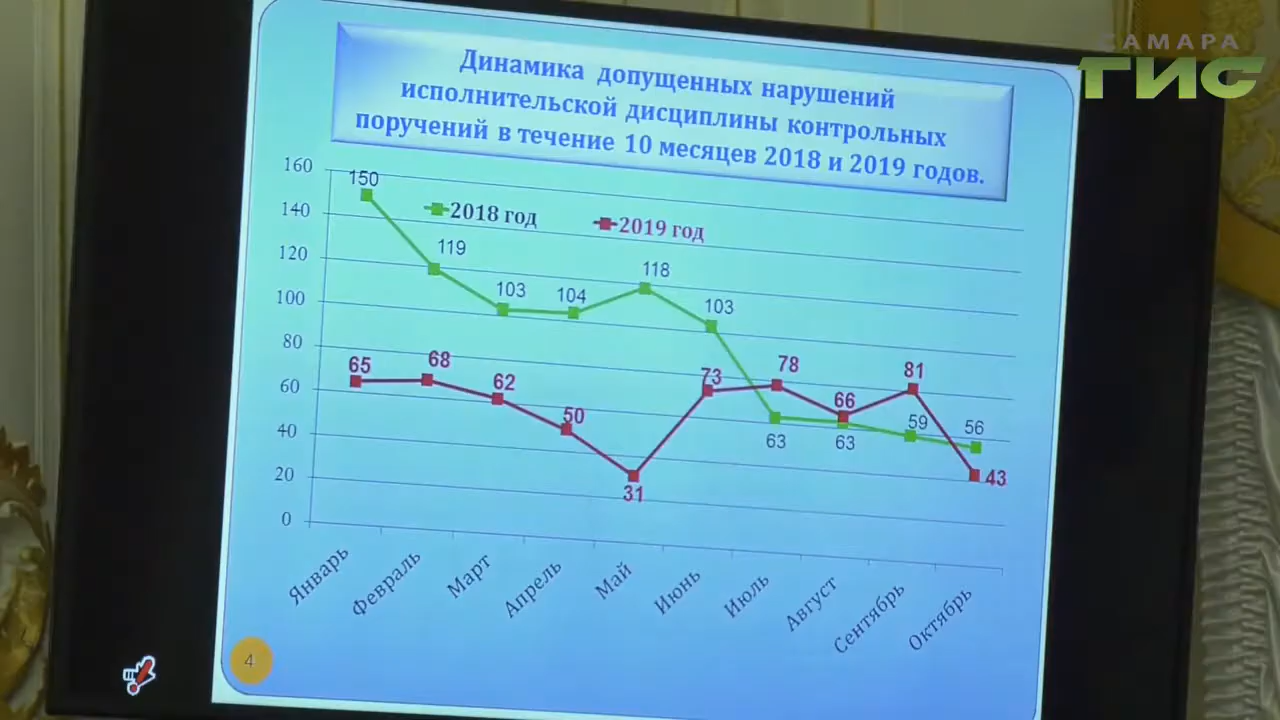 САМАРА
ГИС
Динамика допущенных нарушений
исполнительской дисциплины контрольных
поручений в течение 10 месяцев 2018 и 2019 годов.
160
140
120
100
80
60
40
20
0
2018 год
2019 год
150
119
103
104
118
103
63
63
59
56
65
68
62
50
31
73
78
66
81
43
Январь
Февраль
Март
Апрель
Май
Июнь
Июль
Август
Сентябрь
Октябрь
4